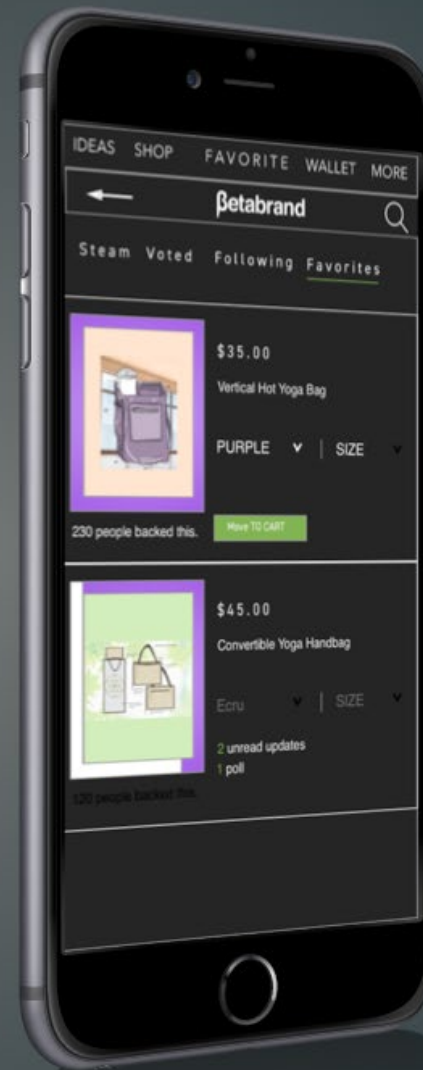 IDEAS SHOP FAVORITE WALLET MORE
βetabrand
Steam Voted Following Favorites
$35.00
Vertical Hot Yoga Bag
PURPLE | SIZE
230 people backed this.
Move TO CART
$45.00
Convertible Yoga Handbag
Ecru | SIZE
2 unread updates
1 poll
120 people backed this.